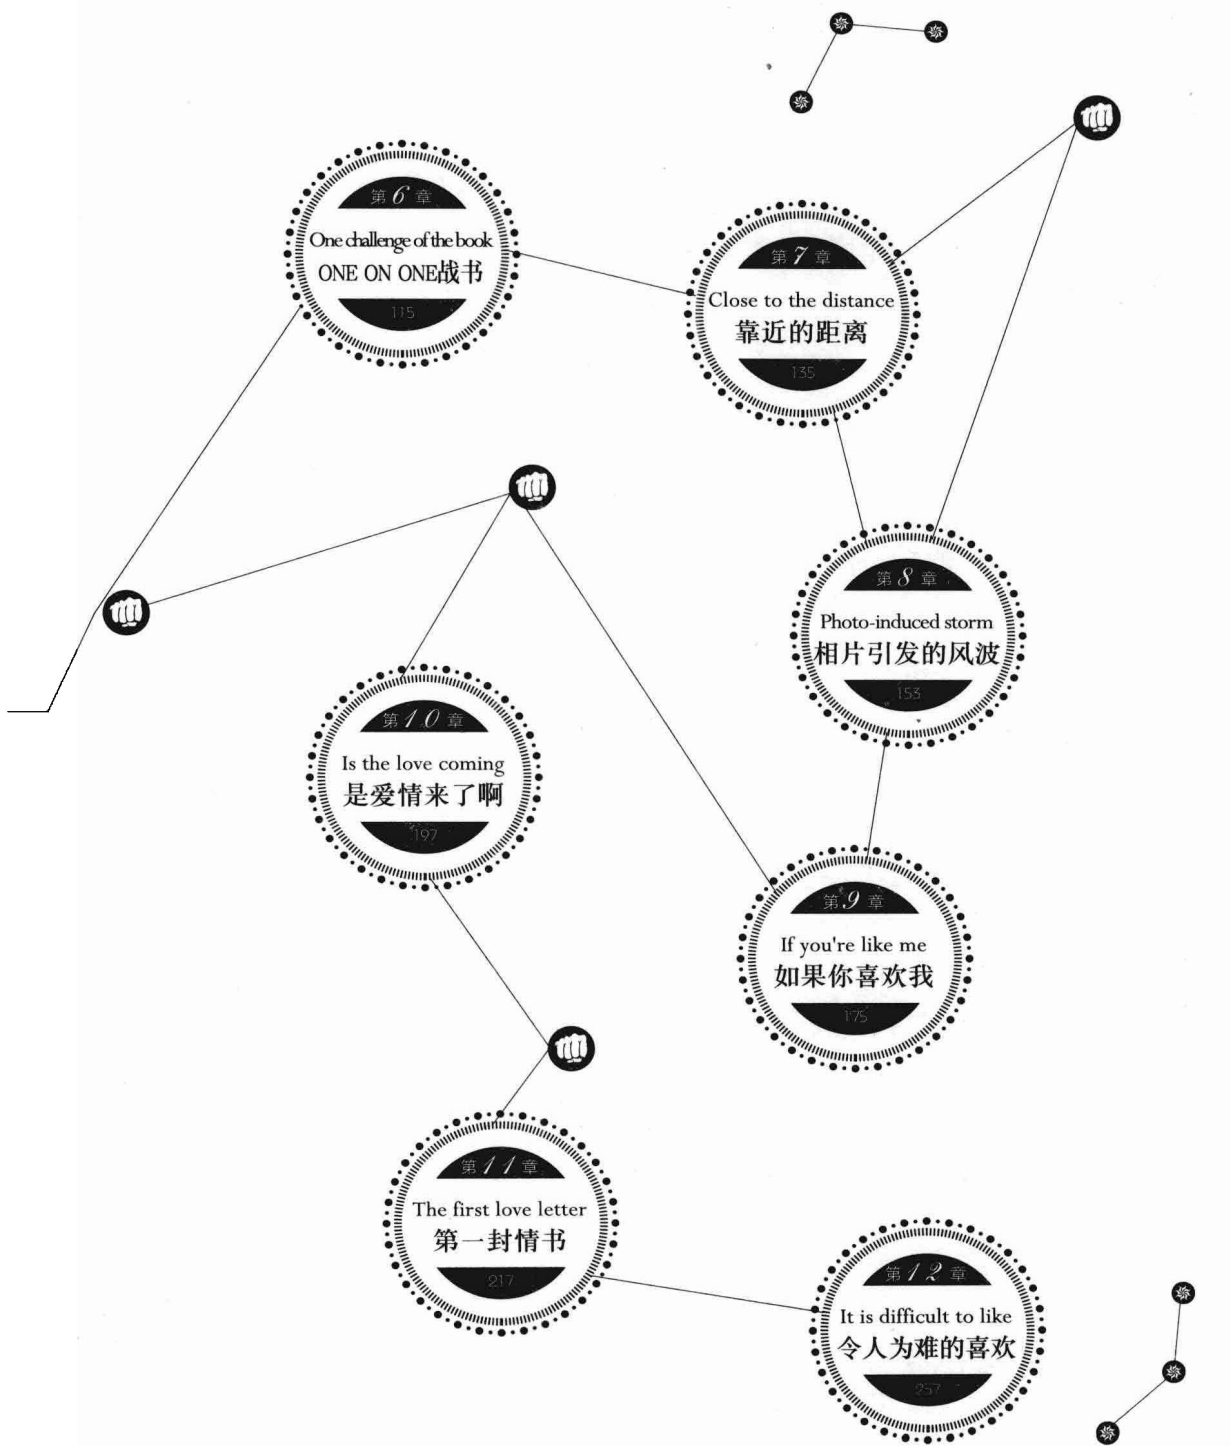 第6章
One challenge of the book
ONE ON ONE战书
115
第7章
Close to the distance
靠近的距离
135
第8章
Photo-induced storm
相片引发的风波
153
第9章
If you're like me
如果你喜欢我
175
第10章
Is the love coming
是爱情来了啊
197
第11章
The first love letter
第一封情书
217
第12章
It is difficult to like
令人为难的喜欢
257